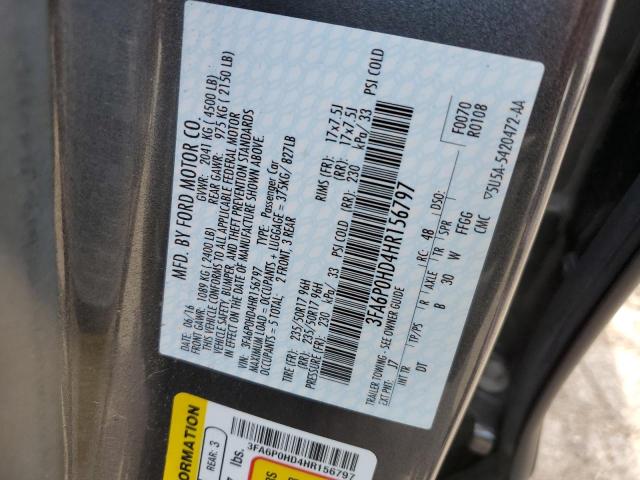 MFD. BY FORD MOTOR CO.
DATE: 06/16 GVWR: 2041 KG ( 4500 LB)
FRONT GAWR: 1089 KG (2400 LB) REAR GAWR: 975 KG ( 2150 LB)
THIS VEHICLE CONFORMS TO ALL APPLICABLE FEDERAL MOTOR
VEHICLE SAFETY, BUMPER, AND THEFT PREVENTION STANDARDS
IN EFFECT ON THE DATE OF MANUFACTURE SHOWN ABOVE.
VIN: 3FA6P0HD4HR156797 TYPE: Passenger Car
MAXIMUM LOAD = OCCUPANTS + LUGGAGE = 375KG/ 827LB
OCCUPANTS = 5 TOTAL: 2 FRONT, 3 REAR
TIRE (FR): 235/50R17 96H RIMS (FR): 17x7.5J
(RR): 235/50R17 96H (RR): 17x7.5J
PRESSURE (FR): 230 kPa/ 33 PSI COLD (RR): 230 kPa/ 33 PSI COLD
3FA6P0HD4HR156797
TRAILER TOWING - SEE OWNER GUIDE
F0070
R0108
EXT PNT: J7 RC: 48 DSO:
INT TR TP/PS R AXLE TR SPR
DT B 30 W FFGG
CMC
5U5A-5420472-AA
FORMATION
REAR: 3
lbs.
3FA6P0HD4HR156797